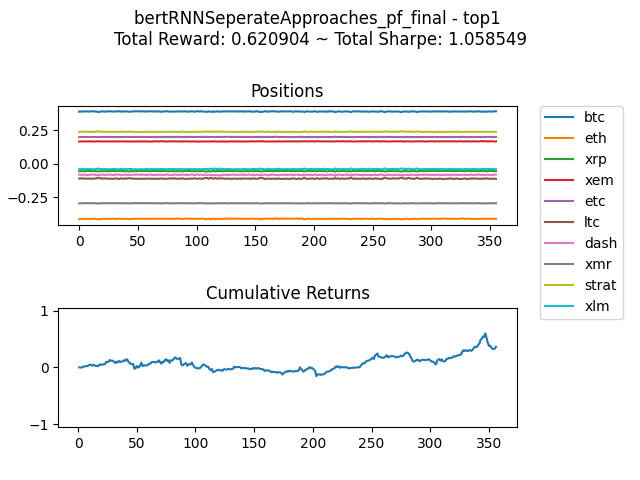 bertRNNSeperateApproaches_pf_final - top1
Total Reward: 0.620904 ~ Total Sharpe: 1.058549
Positions
0.25
0.00
−0.25
0 50 100 150 200 250 300 350
btc
eth
xrp
xem
etc
ltc
dash
xmr
strat
xlm
Cumulative Returns
1
0
−1
0 50 100 150 200 250 300 350